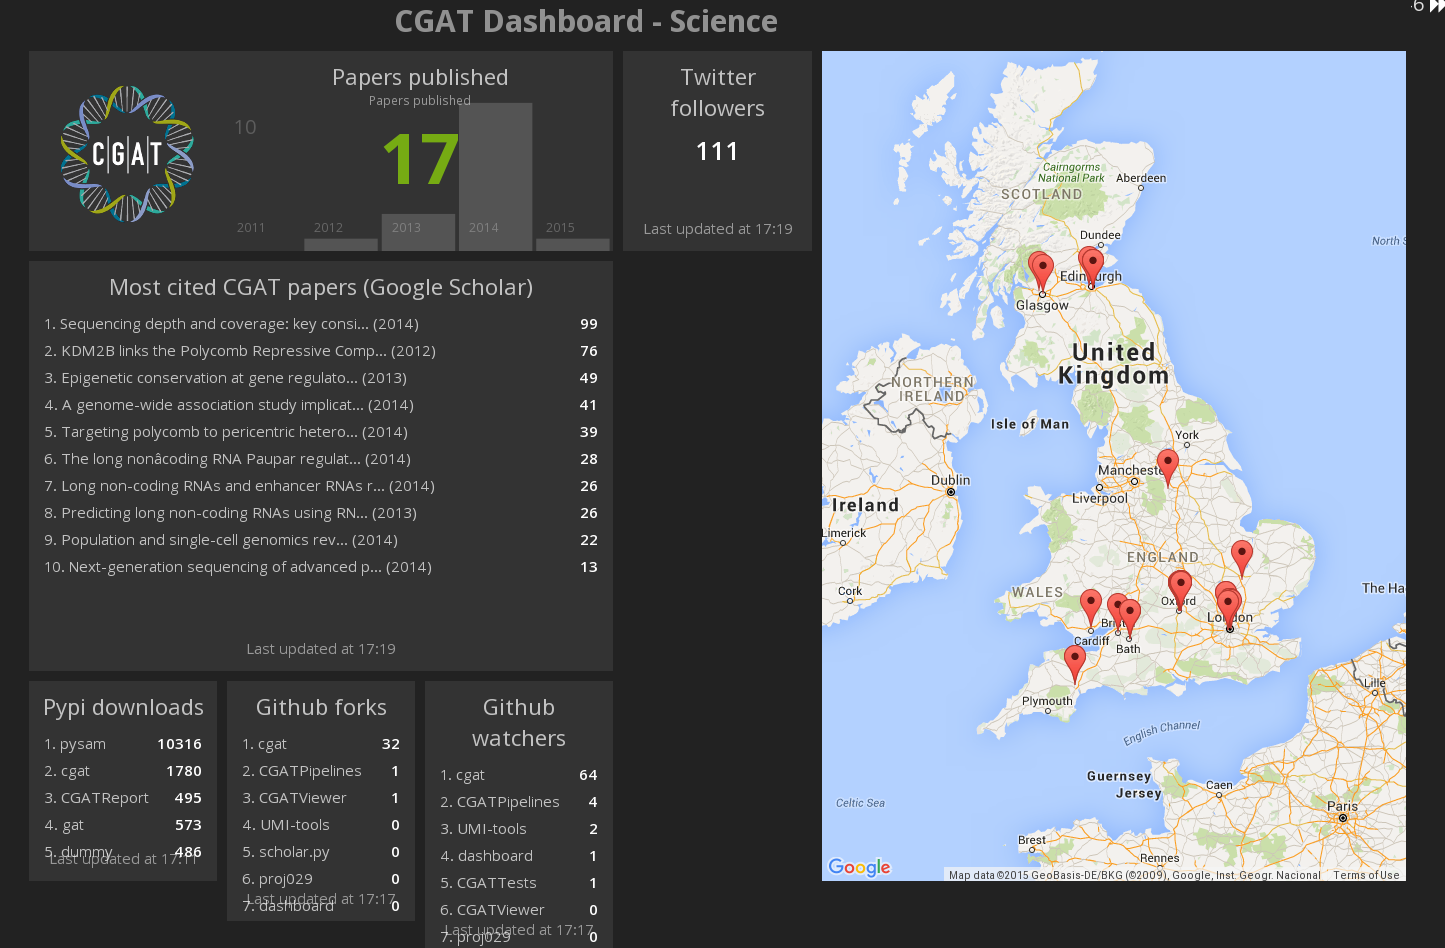 CGAT Dashboard - Science
6
C|G|A|T
Papers published
Papers published
10
17
2011
2012
2013
2014
2015
Twitter
followers
111
Last updated at 17:19
Most cited CGAT papers (Google Scholar)
1. Sequencing depth and coverage: key consi... (2014) 99
2. KDM2B links the Polycomb Repressive Comp... (2012) 76
3. Epigenetic conservation at gene regulato... (2013) 49
4. A genome-wide association study implicat... (2014) 41
5. Targeting polycomb to pericentric hetero... (2014) 39
6. The long nonâcoding RNA Paupar regulat... (2014) 28
7. Long non-coding RNAs and enhancer RNAs r... (2014) 26
8. Predicting long non-coding RNAs using RN... (2013) 26
9. Population and single-cell genomics rev... (2014) 22
10. Next-generation sequencing of advanced p... (2014) 13
Last updated at 17:19
Pypi downloads
1. pysam 10316
2. cgat 1780
3. CGATReport 495
4. gat 573
5. dummy 486
Last updated at 17:11
Github forks
1. cgat 32
2. CGATPipelines 1
3. CGATViewer 1
4. UMI-tools 0
5. scholar.py 0
6. proj029 0
Last updated at 17:17
7. dashboard 0
Github
watchers
1. cgat 64
2. CGATPipelines 4
3. UMI-tools 2
4. dashboard 1
5. CGATTests 1
6. CGATViewer 0
Last updated at 17:17
7. proj029 0
Cairngorms
National Park
Aberdeen
SCOTLAND
Dundee
North S
Edinburgh
Glasgow
United
Kingdom
NORTHERN
IRELAND
Isle of Man
York
Manchester
Dublin
Liverpool
Ireland
Limerick
ENGLAND
Cork
WALES
The Ha
Oxford
London
Bristol
Cardiff
Bath
Plymouth
Lille
English Channel
Guernsey
Jersey
Caen
Celtic Sea
Paris
Brest
Rennes
Google
Map data ©2015 GeoBasis-DE/BKG (©2009), Google, Inst. Geogr. Nacional
Terms of Use